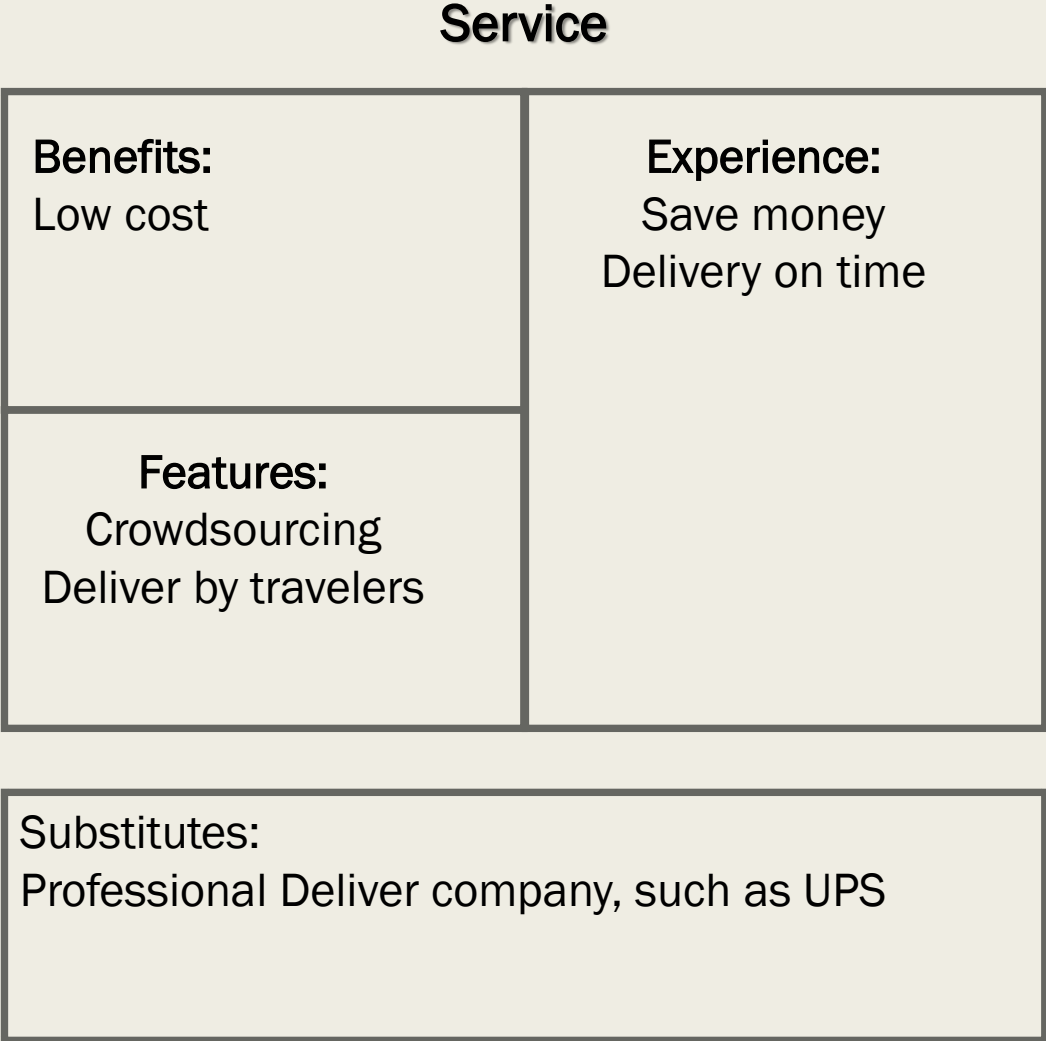 Service
Benefits:
Low cost
Features:
Crowdsourcing
Deliver by travelers
Experience:
Save money
Delivery on time
Substitutes:
Professional Deliver company, such as UPS